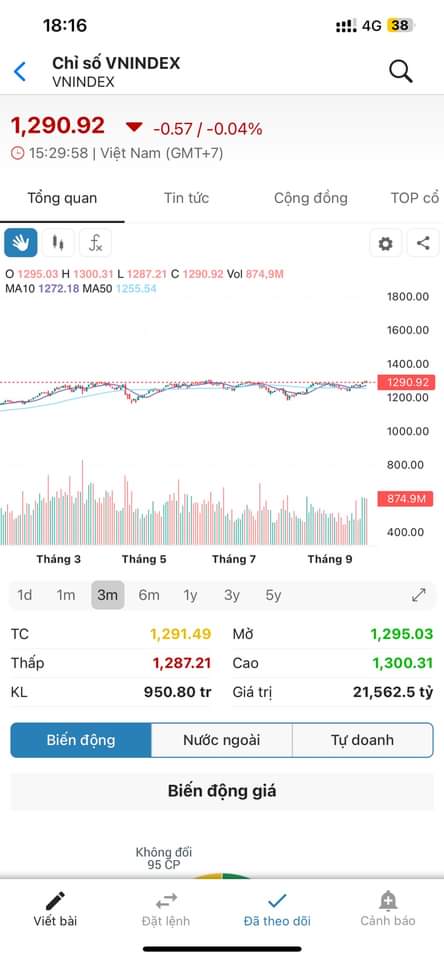 18:16
4G 38
Chỉ số VNINDEX
VNINDEX
1,290.92 -0.57 / -0.04%
15:29:58 | Việt Nam (GMT+7)
Tổng quan Tin tức Cộng đồng TOP cổ
O 1295.03 H 1300.31 L 1287.21 C 1290.92 Vol 874,9M
MA10 1272.18 MA50 1255.54
1800.00
1600.00
1400.00
1290.92
1200.00
1000.00
800.00
874.9M
400.00
Tháng 3 Tháng 5 Tháng 7 Tháng 9
1d 1m 3m 6m 1y 3y 5y
TC 1,291.49 Mở 1,295.03
Thấp 1,287.21 Cao 1,300.31
KL 950.80 tr Giá trị 21,562.5 tỷ
Biến động Nước ngoài Tự doanh
Biến động giá
Không đổi
95 CP
Viết bài Đặt lệnh Đã theo dõi Cảnh báo